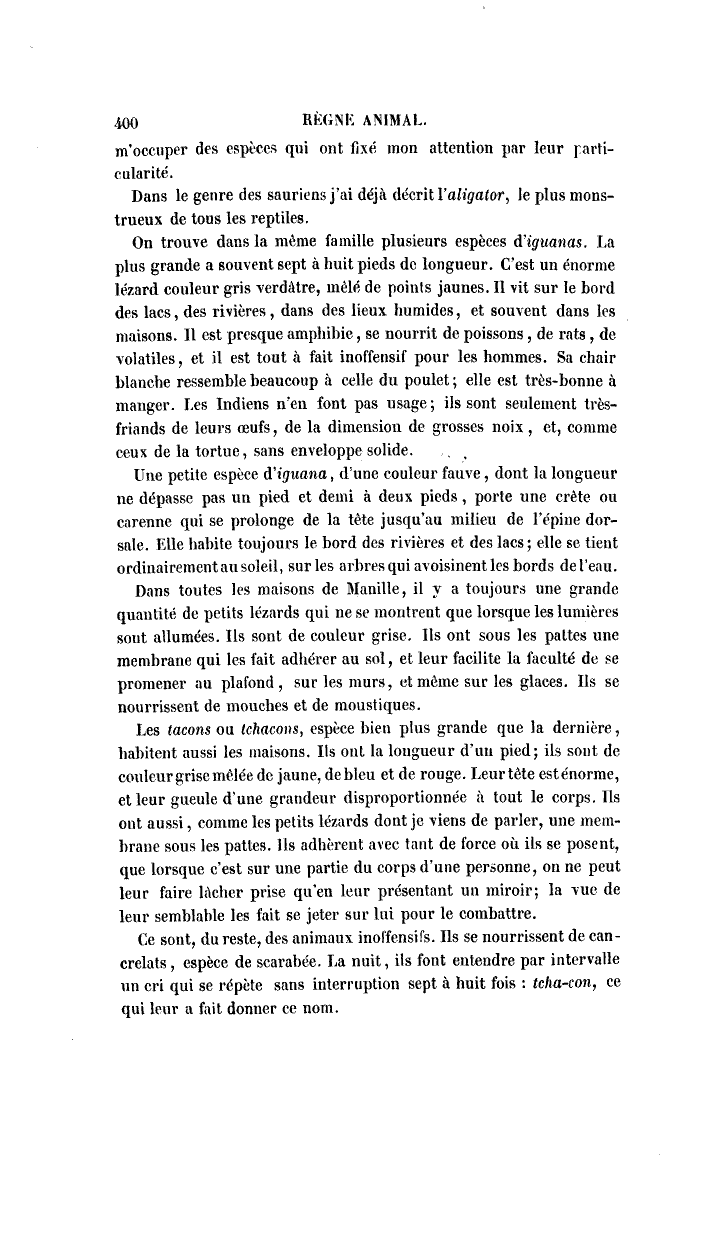 400 RÈGNE ANIMAL.
m'occuper des espèces qui ont fixé mon attention par leur parti-
cularité.
Dans le genre des sauriens j'ai déjà décrit l'aligator, le plus mons-
trueux de tous les reptiles.
On trouve dans la même famille plusieurs espèces d'iguanas. La
plus grande a souvent sept à huit pieds de longueur. C'est un énorme
lézard couleur gris verdâtre, mêlé de points jaunes. Il vit sur le bord
des lacs, des rivières, dans des lieux humides, et souvent dans les
maisons. Il est presque amphibie, se nourrit de poissons, de rats, de
volatiles, et il est tout à fait inoffensif pour les hommes. Sa chair
blanche ressemble beaucoup à celle du poulet; elle est très-bonne à
manger. Les Indiens n'en font pas usage; ils sont seulement très-
friands de leurs œufs, de la dimension de grosses noix, et, comme
ceux de la tortue, sans enveloppe solide.
Une petite espèce d'iguana, d'une couleur fauve, dont la longueur
ne dépasse pas un pied et demi à deux pieds, porte une crête ou
carenne qui se prolonge de la tête jusqu'au milieu de l'épine dor-
sale. Elle habite toujours le bord des rivières et des lacs; elle se tient
ordinairement au soleil, sur les arbres qui avoisinent les bords de l'eau.
Dans toutes les maisons de Manille, il y a toujours une grande
quantité de petits lézards qui ne se montrent que lorsque les lumières
sont allumées. Ils sont de couleur grise. Ils ont sous les pattes une
membrane qui les fait adhérer au sol, et leur facilite la faculté de se
promener au plafond, sur les murs, et même sur les glaces. Ils se
nourrissent de mouches et de moustiques.
Les tacons ou tchacons, espèce bien plus grande que la dernière,
habitent aussi les maisons. Ils ont la longueur d'un pied; ils sont de
couleur grise mêlée de jaune, de bleu et de rouge. Leur tête est énorme,
et leur gueule d'une grandeur disproportionnée à tout le corps. Ils
ont aussi, comme les petits lézards dont je viens de parler, une mem-
brane sous les pattes. Ils adhèrent avec tant de force où ils se posent,
que lorsque c'est sur une partie du corps d'une personne, on ne peut
leur faire lâcher prise qu'en leur présentant un miroir; la vue de
leur semblable les fait se jeter sur lui pour le combattre.
Ce sont, du reste, des animaux inoffensifs. Ils se nourrissent de can-
crelats, espèce de scarabée. La nuit, ils font entendre par intervalle
un cri qui se répète sans interruption sept à huit fois : tcha-con, ce
qui leur a fait donner ce nom.